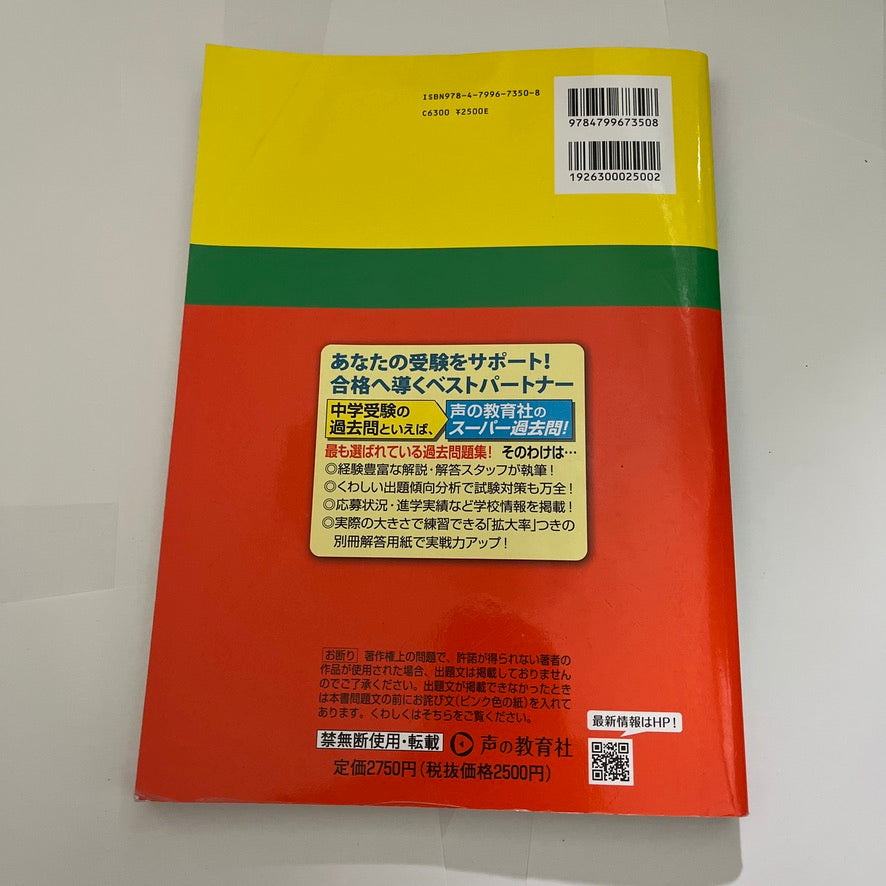 ISBN978-4-7996-7350-8
C6300 ¥2500E
9784799673508
1926300025002
あなたの受験をサポート!
合格へ導くベストパートナー
中学受験の
過去問といえば、
声の教育社の
スーパー過去問!
最も選ばれている過去問題集! そのわけは…
◎経験豊富な解説・解答スタッフが執筆!
◎くわしい出題傾向分析で試験対策も万全!
◎応募状況・進学実績など学校情報を掲載!
◎実際の大きさで練習できる「拡大率」つきの
別冊解答用紙で実戦力アップ!
お断り 著作権上の問題で、許諾が得られない著者の
作品が使用された場合、出題文は掲載しておりません
のでご了承ください。出題文が掲載できなかったとき
は本書問題文の前にお詫び文(ピンク色の紙)を入れて
あります。くわしくはそちらをご覧ください。
禁無断使用・転載 声の教育社
定価2750円(税抜価格2500円)
最新情報はHP!